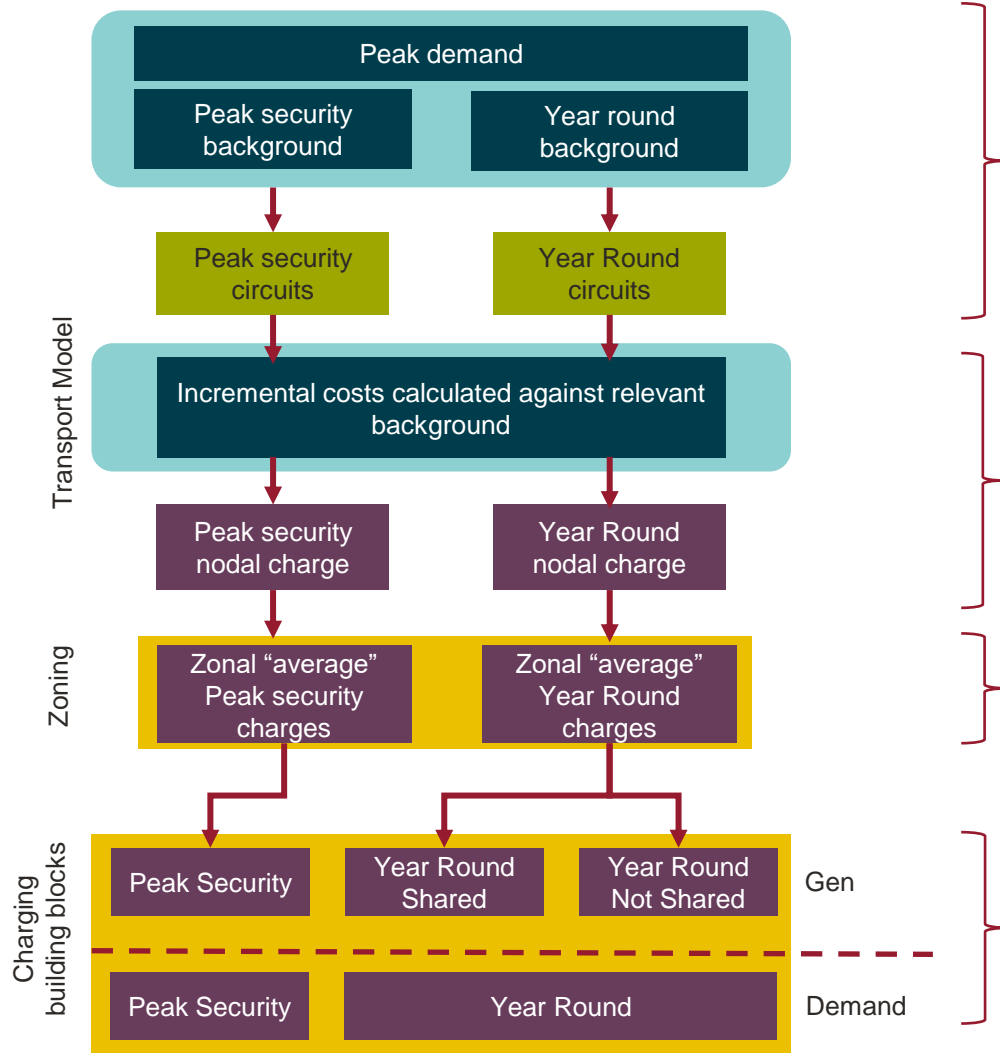 Peak demand
Peak security
background
Year round
background
Peak security
circuits
Year Round
circuits
Transport Model
Incremental costs calculated against relevant
background
Peak security
nodal charge
Year Round
nodal charge
Zoning
Zonal “average”
Peak security
charges
Zonal “average”
Year Round
charges
Charging
building blocks
Peak Security
Year Round
Shared
Year Round
Not Shared
Gen
Peak Security
Year Round
Demand